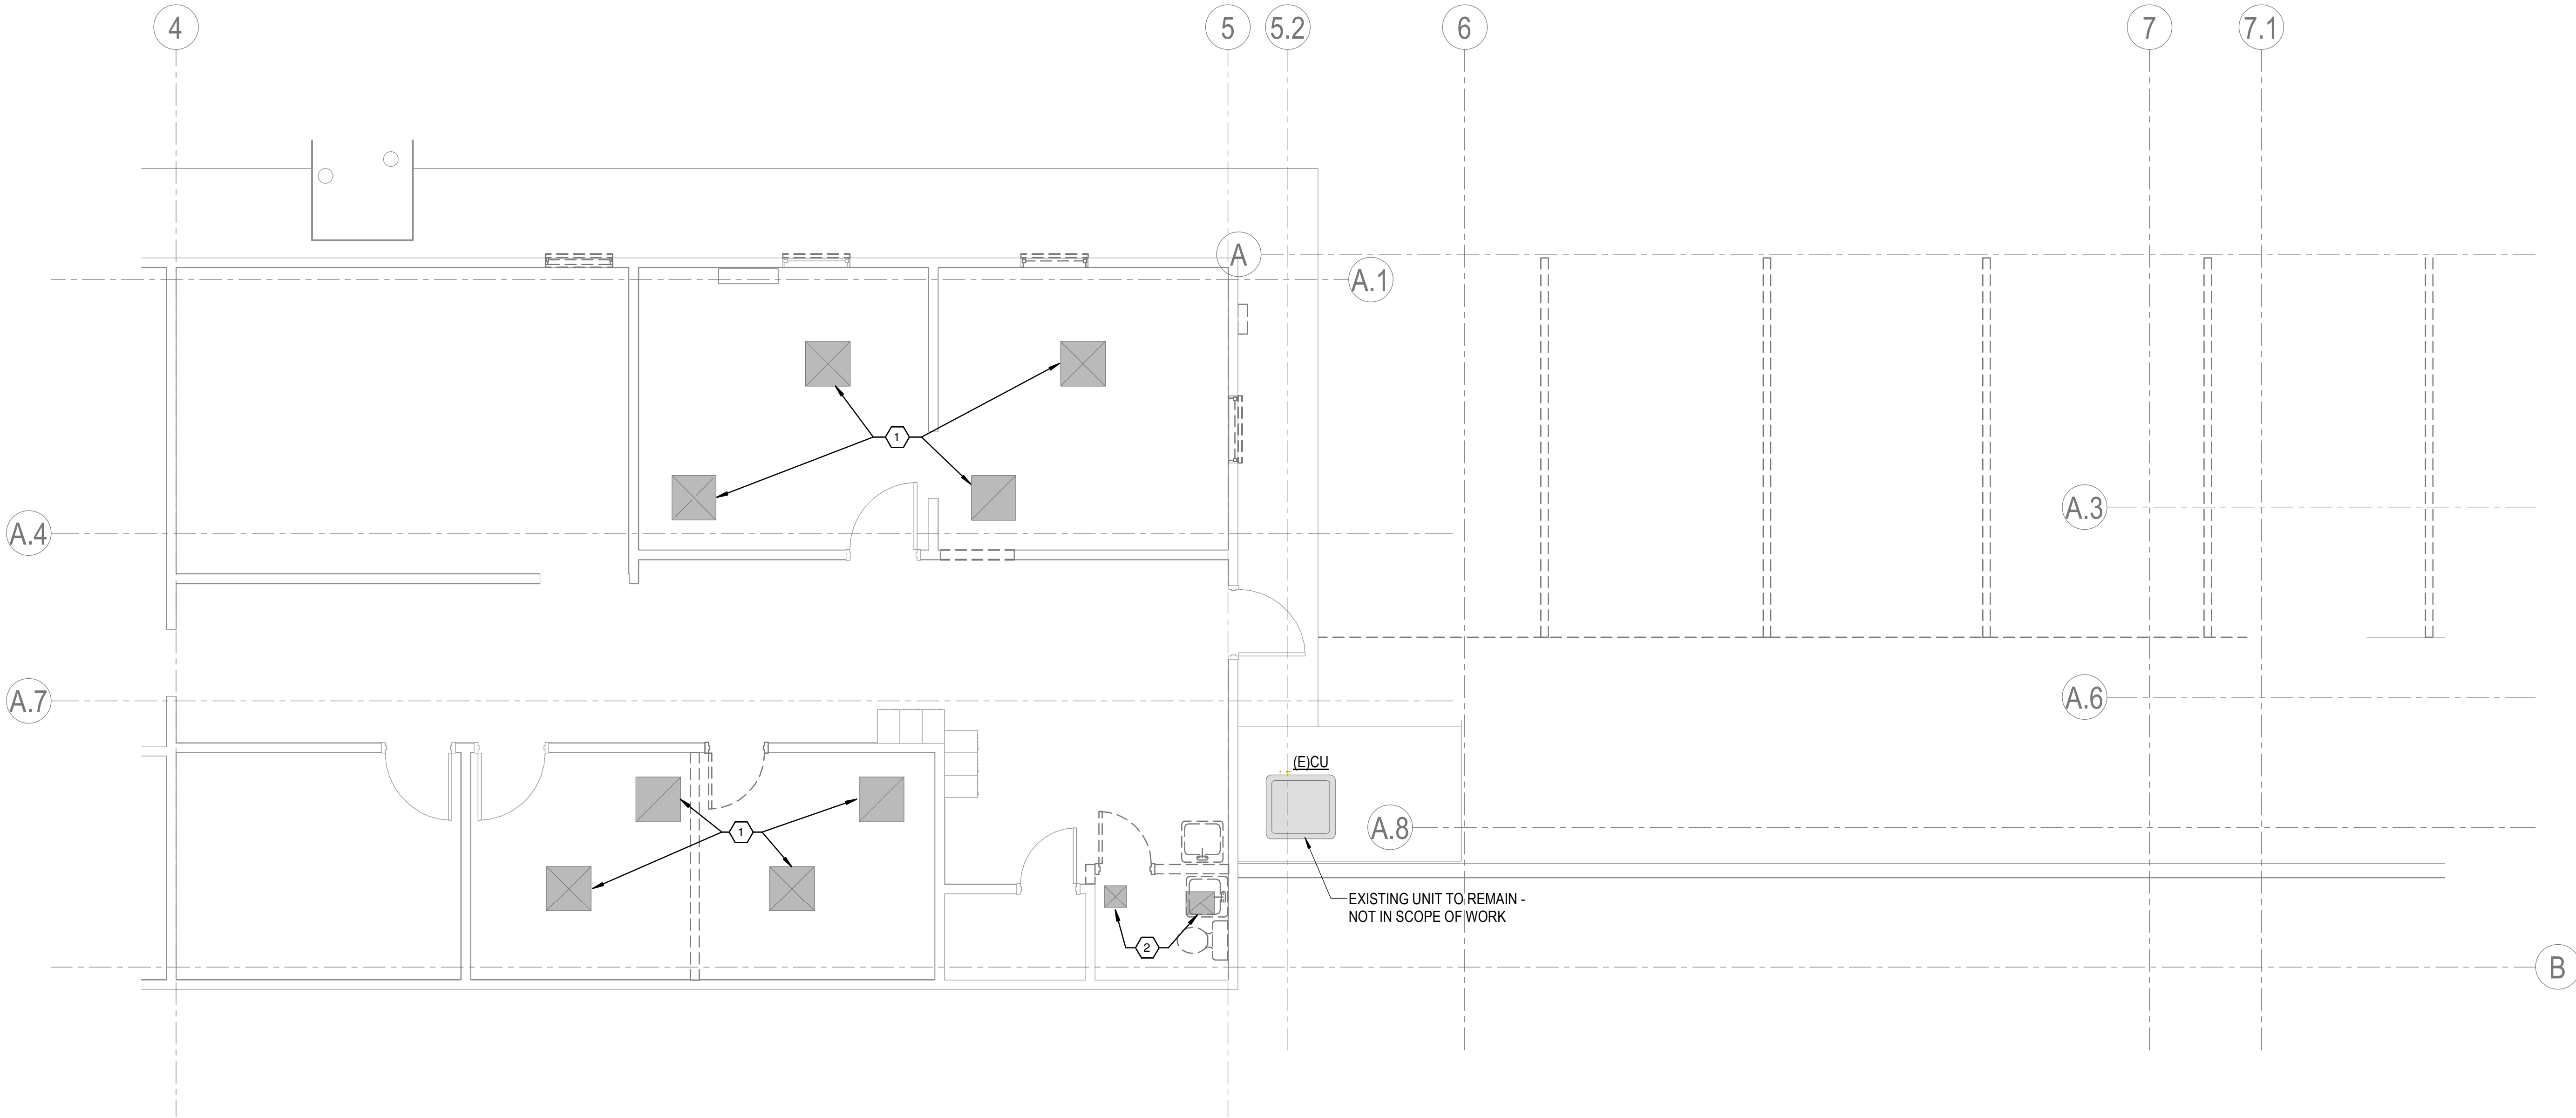 4
5
5.2
6
7
7.1
A
A.1
1
A.3
A.4
A.6
A.7
(E)CU
1
A.8
EXISTING UNIT TO REMAIN -
NOT IN SCOPE OF WORK
2
B